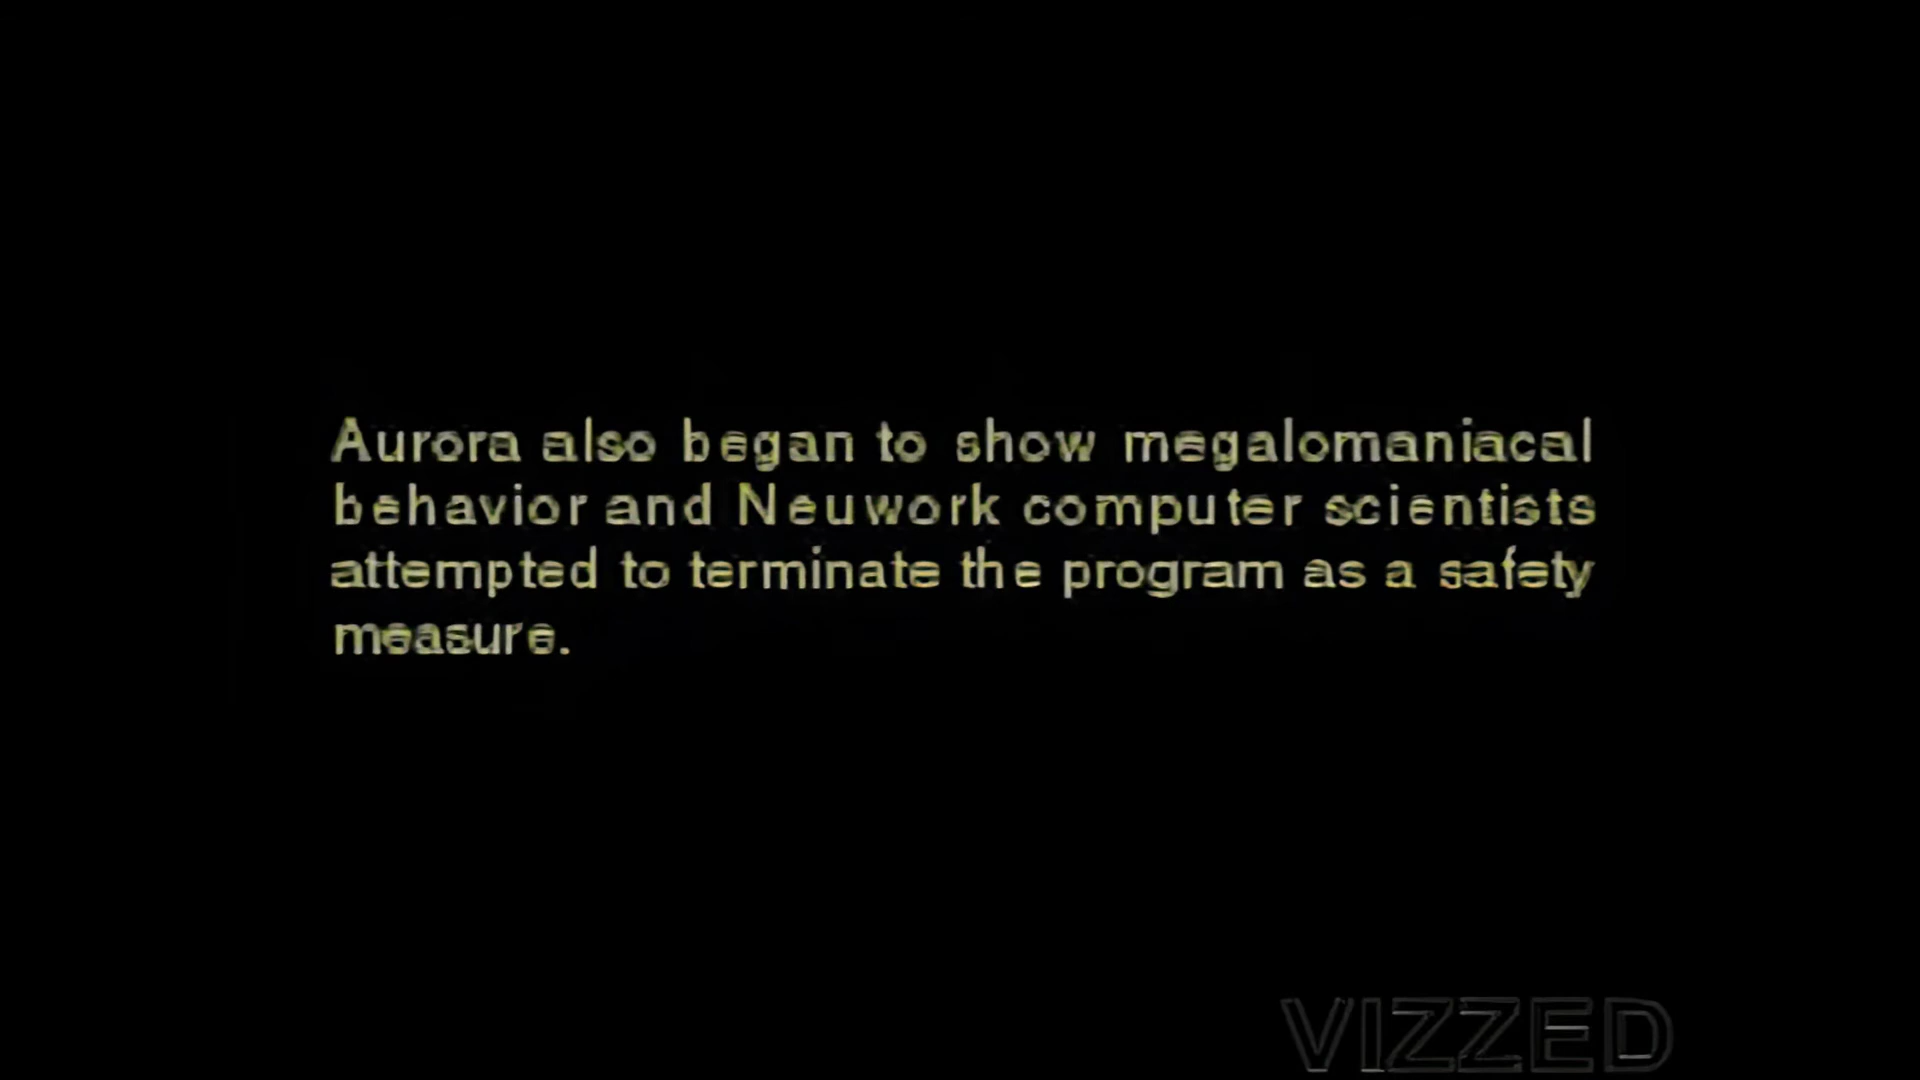 Aurora also began to show megalomaniacal
behavior and Neuwork computer scientists
attempted to terminate the program as a safety
measure.
VIZZED